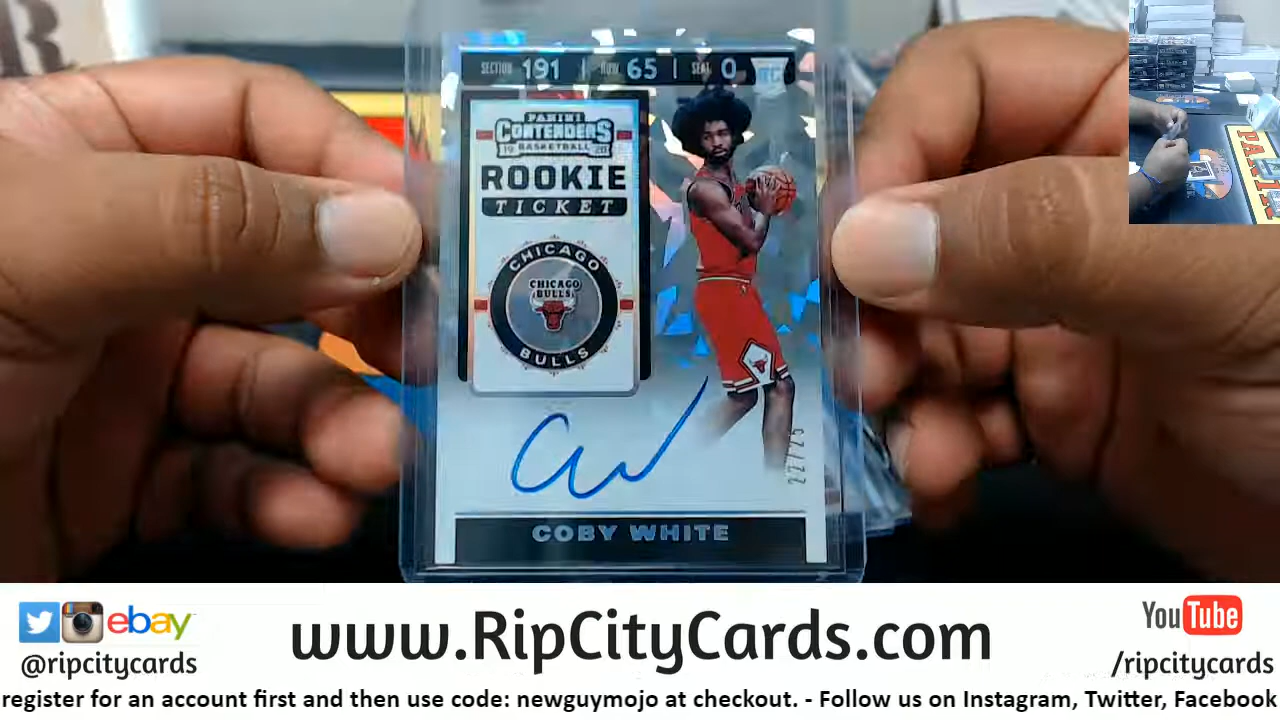 SECTION 191 | ROW 65 | SEAT 0
PANINI
CONTENDERS
19 BASKETBALL 20
ROOKIE
TICKET
CHICAGO
CHICAGO
BULLS
BULLS
22/25
COBY WHITE
PANINI
ebay
www.RipCityCards.com
YouTube
@ripcitycards
/ripcitycards
register for an account first and then use code: newguymojo at checkout. - Follow us on Instagram, Twitter, Facebook